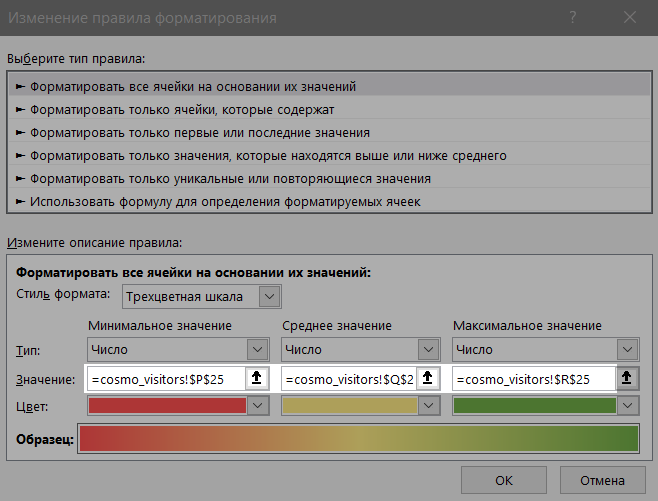 Изменение правила форматирования ? ×
Выберите тип правила:
► Форматировать все ячейки на основании их значений
► Форматировать только ячейки, которые содержат
► Форматировать только первые или последние значения
► Форматировать только значения, которые находятся выше или ниже среднего
► Форматировать только уникальные или повторяющиеся значения
► Использовать формулу для определения форматируемых ячеек
Измените описание правила:
Форматировать все ячейки на основании их значений:
Стиль формата: Трехцветная шкала
Минимальное значение Среднее значение Максимальное значение
Тип: Число Число Число
Значение: =cosmo_visitors!$P$25 =cosmo_visitors!$Q$2 =cosmo_visitors!$R$25
Цвет:
Образец:
ОК Отмена